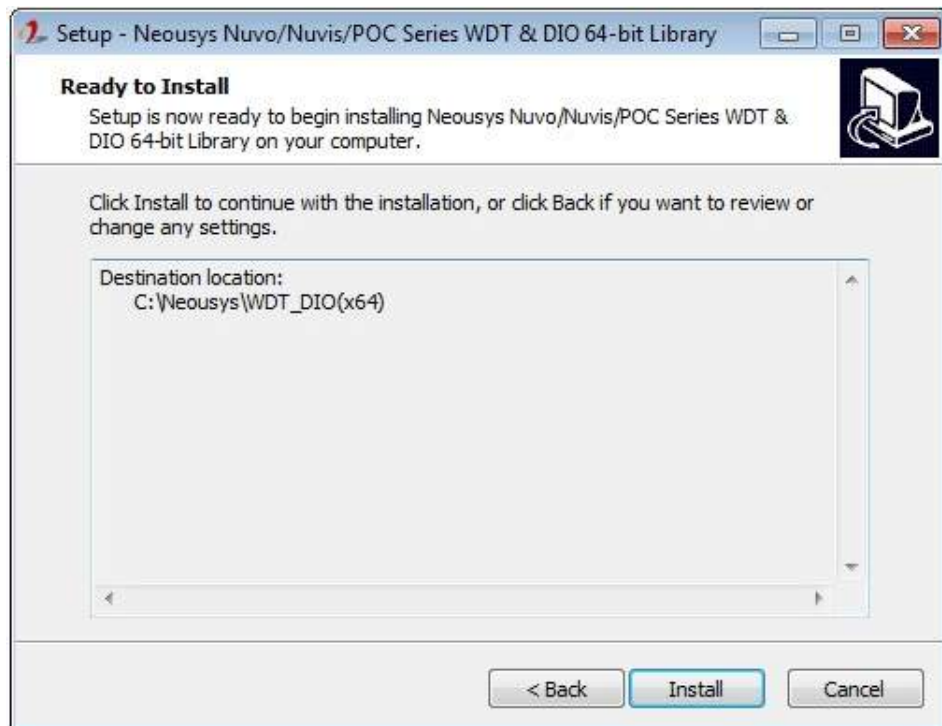 Setup - Neousys Nuvo/Nuvis/POC Series WDT & DIO 64-bit Library
Ready to Install
Setup is now ready to begin installing Neousys Nuvo/Nuvis/POC Series WDT &
DIO 64-bit Library on your computer.
Click Install to continue with the installation, or click Back if you want to review or
change any settings.
Destination location:
C:\Neousys\WDT_DIO(x64)
< Back
Install
Cancel